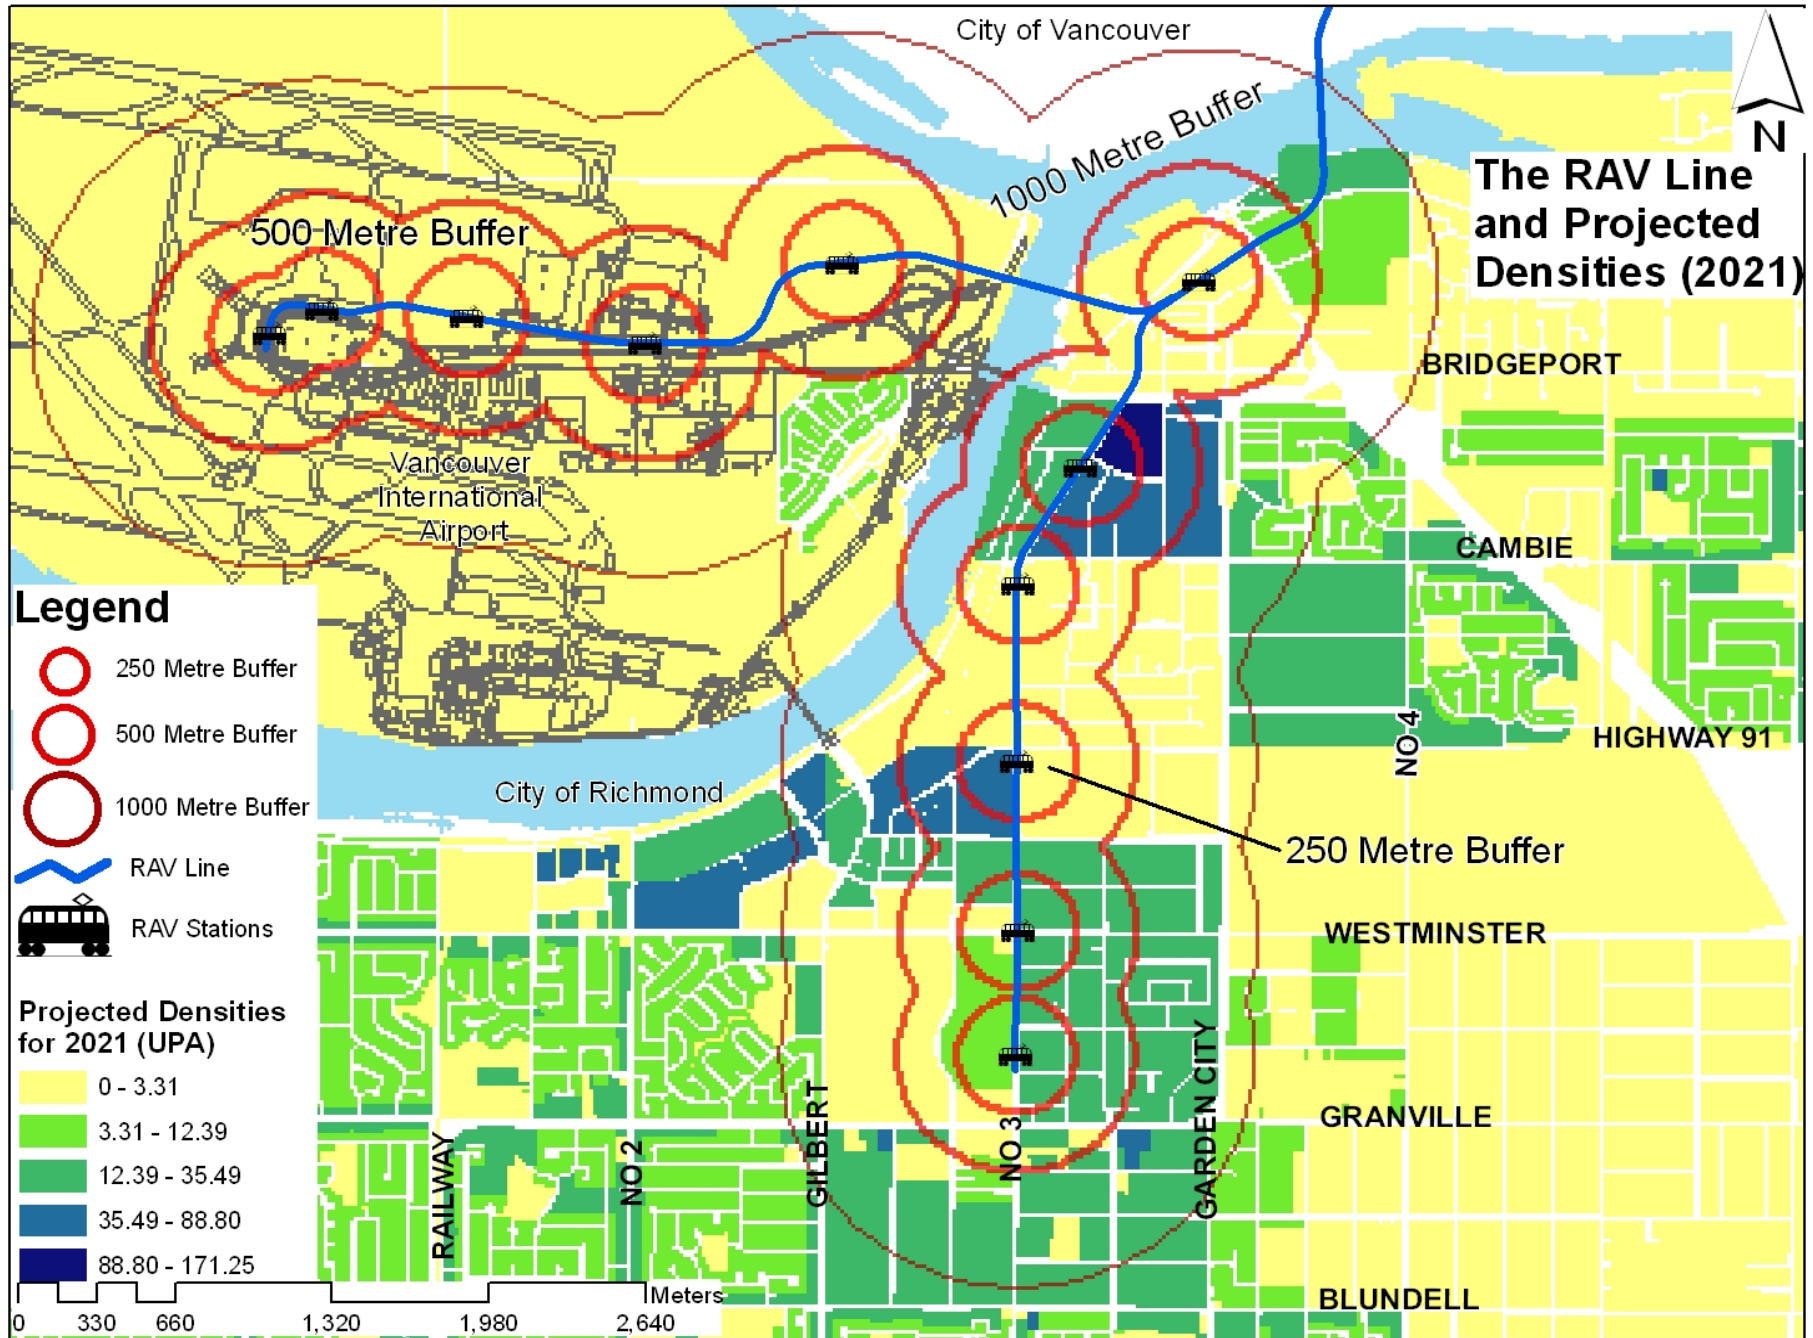 City of Vancouver
1000 Metre Buffer
N
The RAV Line
and Projected
Densities (2021)
500 Metre Buffer
BRIDGEPORT
Vancouver
International
Airport
CAMBIE
NO 4
HIGHWAY 91
City of Richmond
250 Metre Buffer
WESTMINSTER
GRANVILLE
RAILWAY
NO 2
GILBERT
NO 3
GARDEN CITY
BLUNDELL
Legend
250 Metre Buffer
500 Metre Buffer
1000 Metre Buffer
RAV Line
RAV Stations
Projected Densities
for 2021 (UPA)
0 - 3.31
3.31 - 12.39
12.39 - 35.49
35.49 - 88.80
88.80 - 171.25
Meters
0 330 660 1,320 1,980 2,640